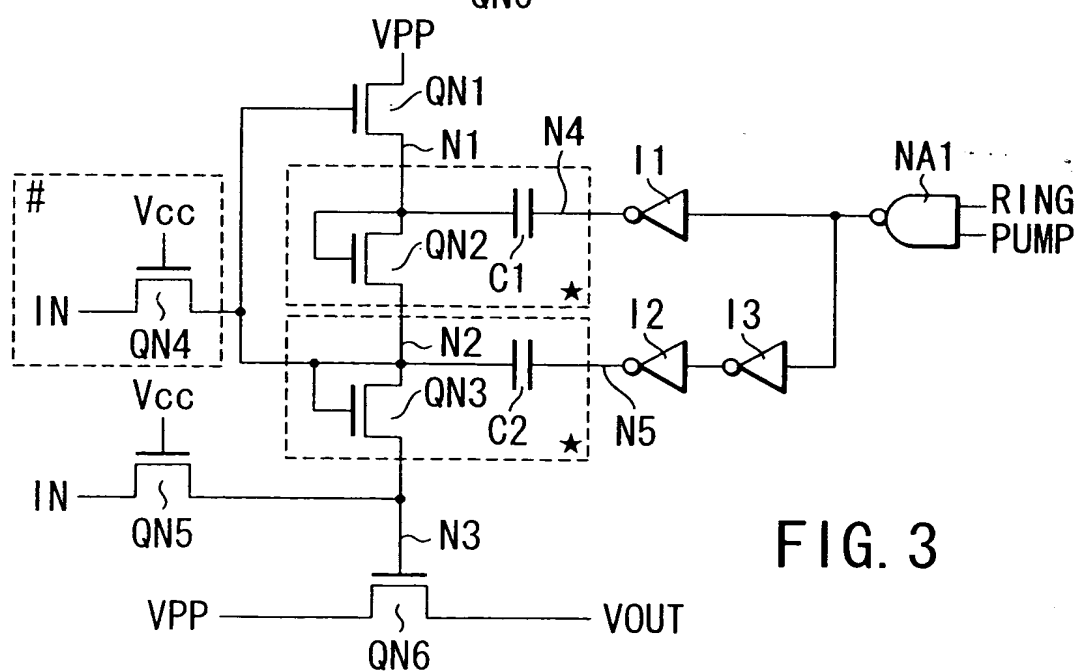 VPP
QN1
N1
N4
I1
NA1
RING
PUMP
#
Vcc
IN
QN4
QN2
C1
★
I2
I3
N2
QN3
C2
★
N5
Vcc
IN
QN5
N3
FIG. 3
VPP
VOUT
QN6